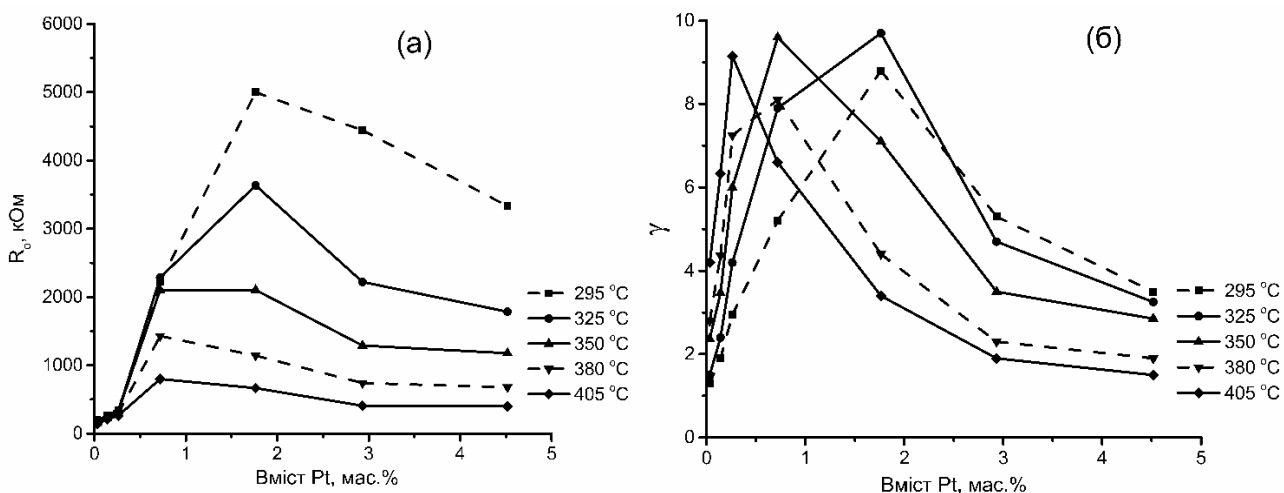 (а)
6000
5000
4000
3000
2000
1000
0
R₀, кОм
0 1 2 3 4 5
Вміст Pt, мас.%
295 °C
325 °C
350 °C
380 °C
405 °C
(б)
10
8
6
4
2
0
γ
0 1 2 3 4 5
Вміст Pt, мас.%
295 °C
325 °C
350 °C
380 °C
405 °C